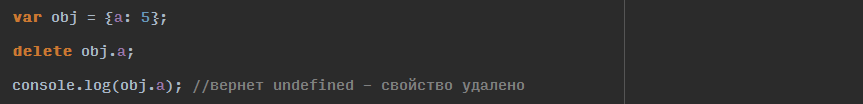 var obj = {a: 5};
delete obj.a;
console.log(obj.a); //вернет undefined – свойство удалено